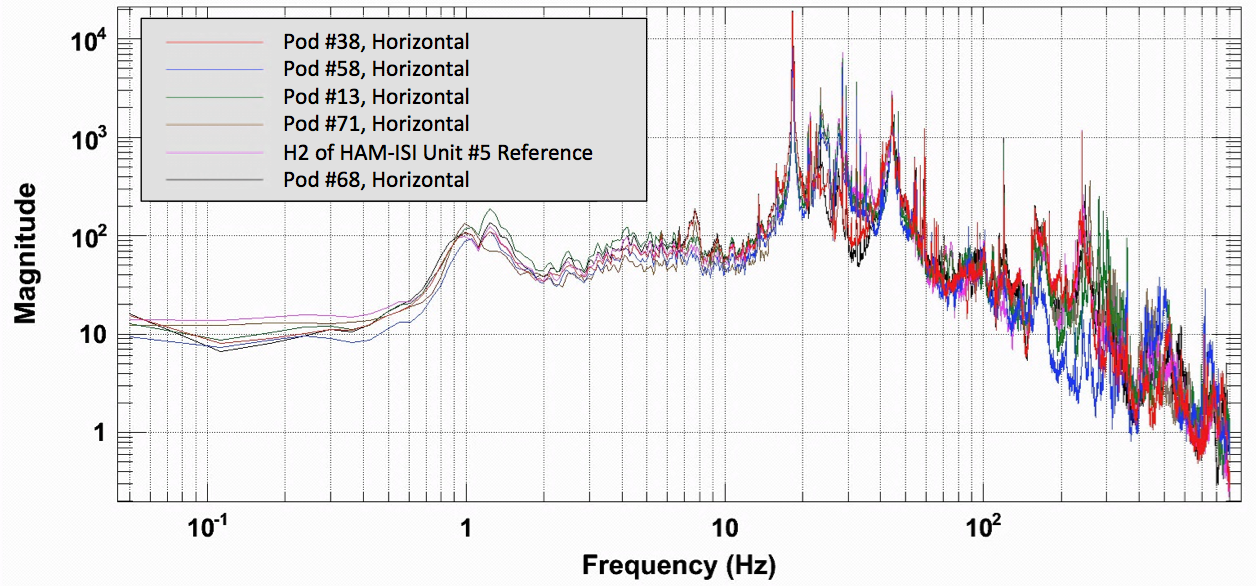 Pod #38, Horizontal
Pod #58, Horizontal
Pod #13, Horizontal
Pod #71, Horizontal
H2 of HAM-ISI Unit #5 Reference
Pod #68, Horizontal
Magnitude
10⁴
10³
10²
10
1
10⁻¹ 1 10 10²
Frequency (Hz)